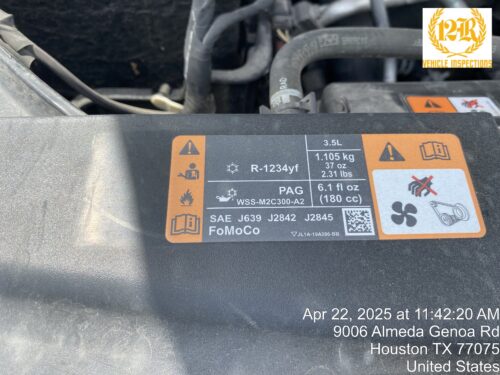 12R
VEHICLE INSPECTIONS
R-1234yf
3.5L
1.105 kg
37 oz
2.31 lbs
PAG
WSS-M2C300-A2
6.1 fl oz
(180 cc)
SAE J639 J2842 J2845
FoMoCo
Apr 22, 2025 at 11:42:20 AM
9006 Almeda Genoa Rd
Houston TX 77075
United States